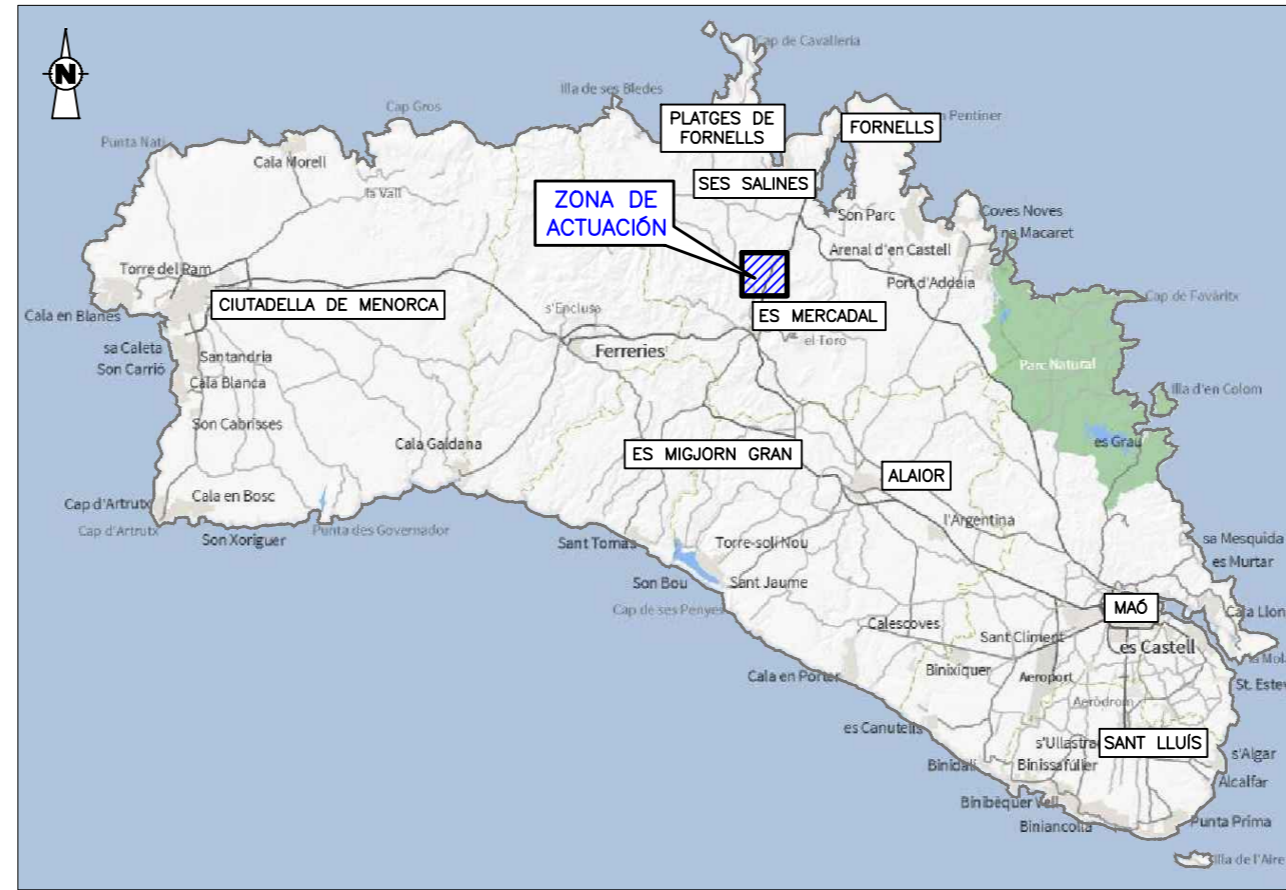 N
Cap de Cavalleria
Illa de ses Bledes
Cap Gros
PLATGES DE
FORNELLS
FORNELLS
Pentiner
Punta Nati
Cala Morell
la Vall
SES SALINES
ZONA DE
ACTUACIÓN
Son Parc
Coves Noves
na Macaret
Arenal d'en Castell
Torre del Ram
Port d'Addaia
Cap de Favàritx
CIUTADELLA DE MENORCA
s'Enclusa
ES MERCADAL
Cala en Blanes
el Toro
sa Caleta
Santandria
Ferreries
Son Carrió
Parc Natural
Cala Blanca
Illa d'en Colom
Son Cabrisses
Cala Galdana
es Grau
ES MIGJORN GRAN
ALAIOR
Cap d'Artrutx
Cala en Bosc
Cap d'Artrutx
Son Xoriguer
Punta des Governador
l'Argentina
Sant Tomàs
Torre-solí Nou
sa Mesquida
es Murtar
Son Bou
Sant Jaume
Cap de ses Penyes
MAÓ
Cala Llon
Calescoves
Sant Climent
es Castell
la Mola
Cala en Porter
Binixiquer
Aeroport
St. Estev
Aeròdrom
es Canutells
s'Ullastra
SANT LLUÍS
s'Algar
Binidalí
Binissafúller
Alcalfar
Binibèquer Vell
Biniancolla
Punta Prima
Illa de l'Aire